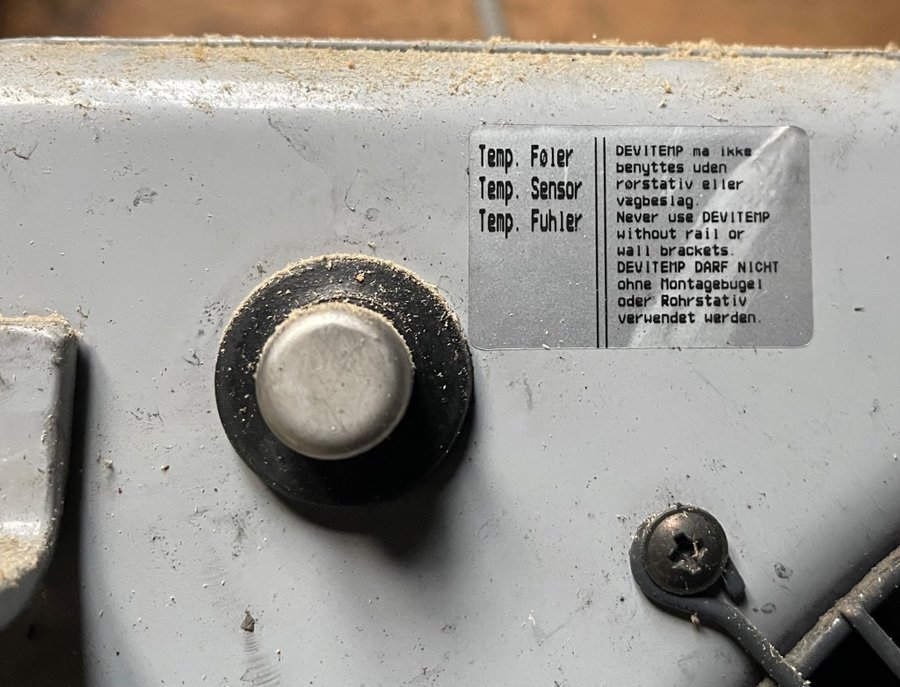 Temp. Føler
Temp. Sensor
Temp. Fuhler
DEVITEMP ma ikke
benyttes uden
rørstativ eller
vægbeslag.
Never use DEVITEMP
without rail or
wall brackets.
DEVITEMP DARF NICHT
ohne Montagebugel
oder Rohrstativ
verwendet werden.